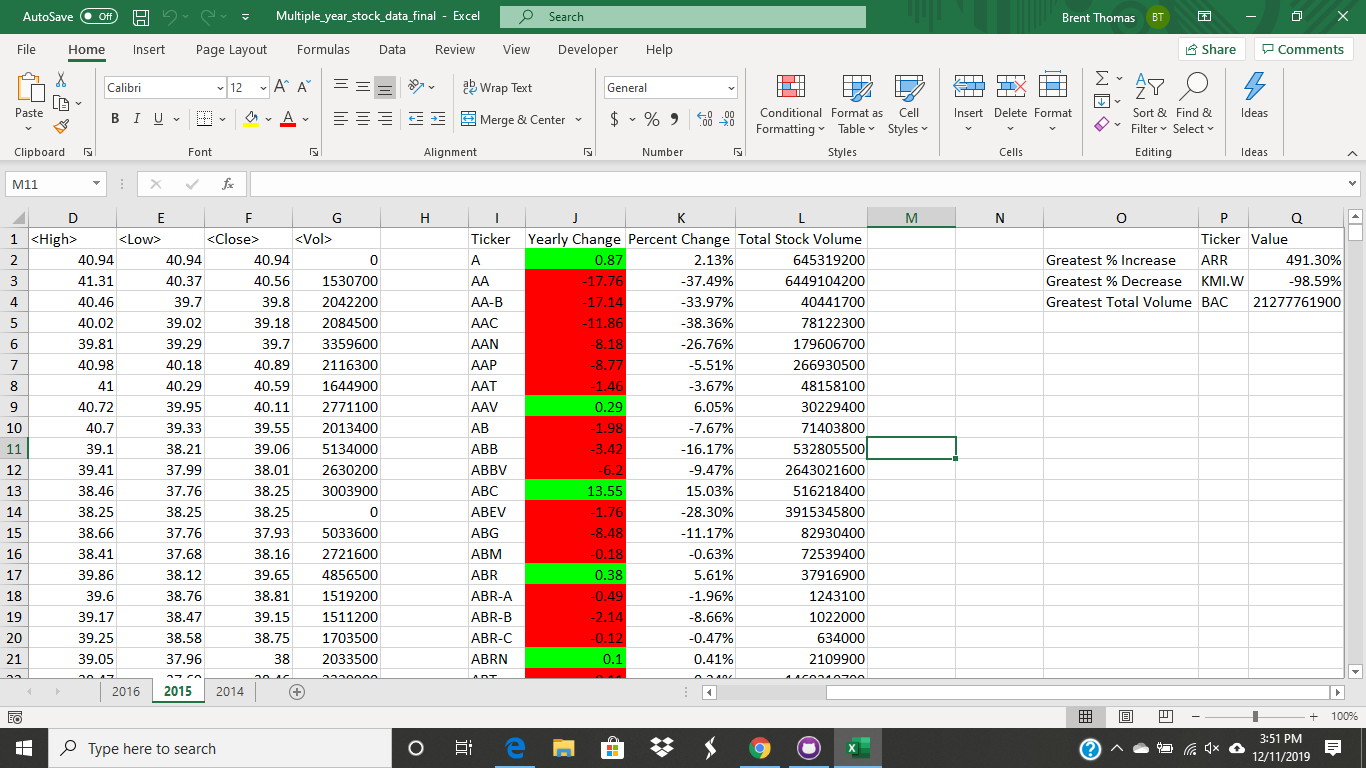 AutoSave Off Multiple_year_stock_data_final - Excel Search Brent Thomas BT
File Home Insert Page Layout Formulas Data Review View Developer Help Share Comments
Calibri 12 A A ab Wrap Text General
Paste B I U A Merge & Center $ % Conditional Formatting Format as Table Cell Styles Insert Delete Format Sort & Filter Find & Select Ideas
Clipboard Font Alignment Number Styles Cells Editing Ideas
M11 fx
D E F G H I J K L M N O P Q
1 <High> <Low> <Close> <Vol> Ticker Yearly Change Percent Change Total Stock Volume Ticker Value
2 40.94 40.94 40.94 0 A 0.87 2.13% 645319200 Greatest % Increase ARR 491.30%
3 41.31 40.37 40.56 1530700 AA -17.76 -37.49% 6449104200 Greatest % Decrease KMI.W -98.59%
4 40.46 39.7 39.8 2042200 AA-B -17.14 -33.97% 40441700 Greatest Total Volume BAC 21277761900
5 40.02 39.02 39.18 2084500 AAC -11.86 -38.36% 78122300
6 39.81 39.29 39.7 3359600 AAN -8.18 -26.76% 179606700
7 40.98 40.18 40.89 2116300 AAP -8.77 -5.51% 266930500
8 41 40.29 40.59 1644900 AAT -1.46 -3.67% 48158100
9 40.72 39.95 40.11 2771100 AAV 0.29 6.05% 30229400
10 40.7 39.33 39.55 2013400 AB -1.98 -7.67% 71403800
11 39.1 38.21 39.06 5134000 ABB -3.42 -16.17% 532805500
12 39.41 37.99 38.01 2630200 ABBV -6.2 -9.47% 2643021600
13 38.46 37.76 38.25 3003900 ABC 13.55 15.03% 516218400
14 38.25 38.25 38.25 0 ABEV -1.76 -28.30% 3915345800
15 38.66 37.76 37.93 5033600 ABG -8.48 -11.17% 82930400
16 38.41 37.68 38.16 2721600 ABM -0.18 -0.63% 72539400
17 39.86 38.12 39.65 4856500 ABR 0.38 5.61% 37916900
18 39.6 38.76 38.81 1519200 ABR-A -0.49 -1.96% 1243100
19 39.17 38.47 39.15 1511200 ABR-B -2.14 -8.66% 1022000
20 39.25 38.58 38.75 1703500 ABR-C -0.12 -0.47% 634000
21 39.05 37.96 38 2033500 ABRN 0.1 0.41% 2109900
2016 2015 2014
100%
Type here to search 3:51 PM
12/11/2019